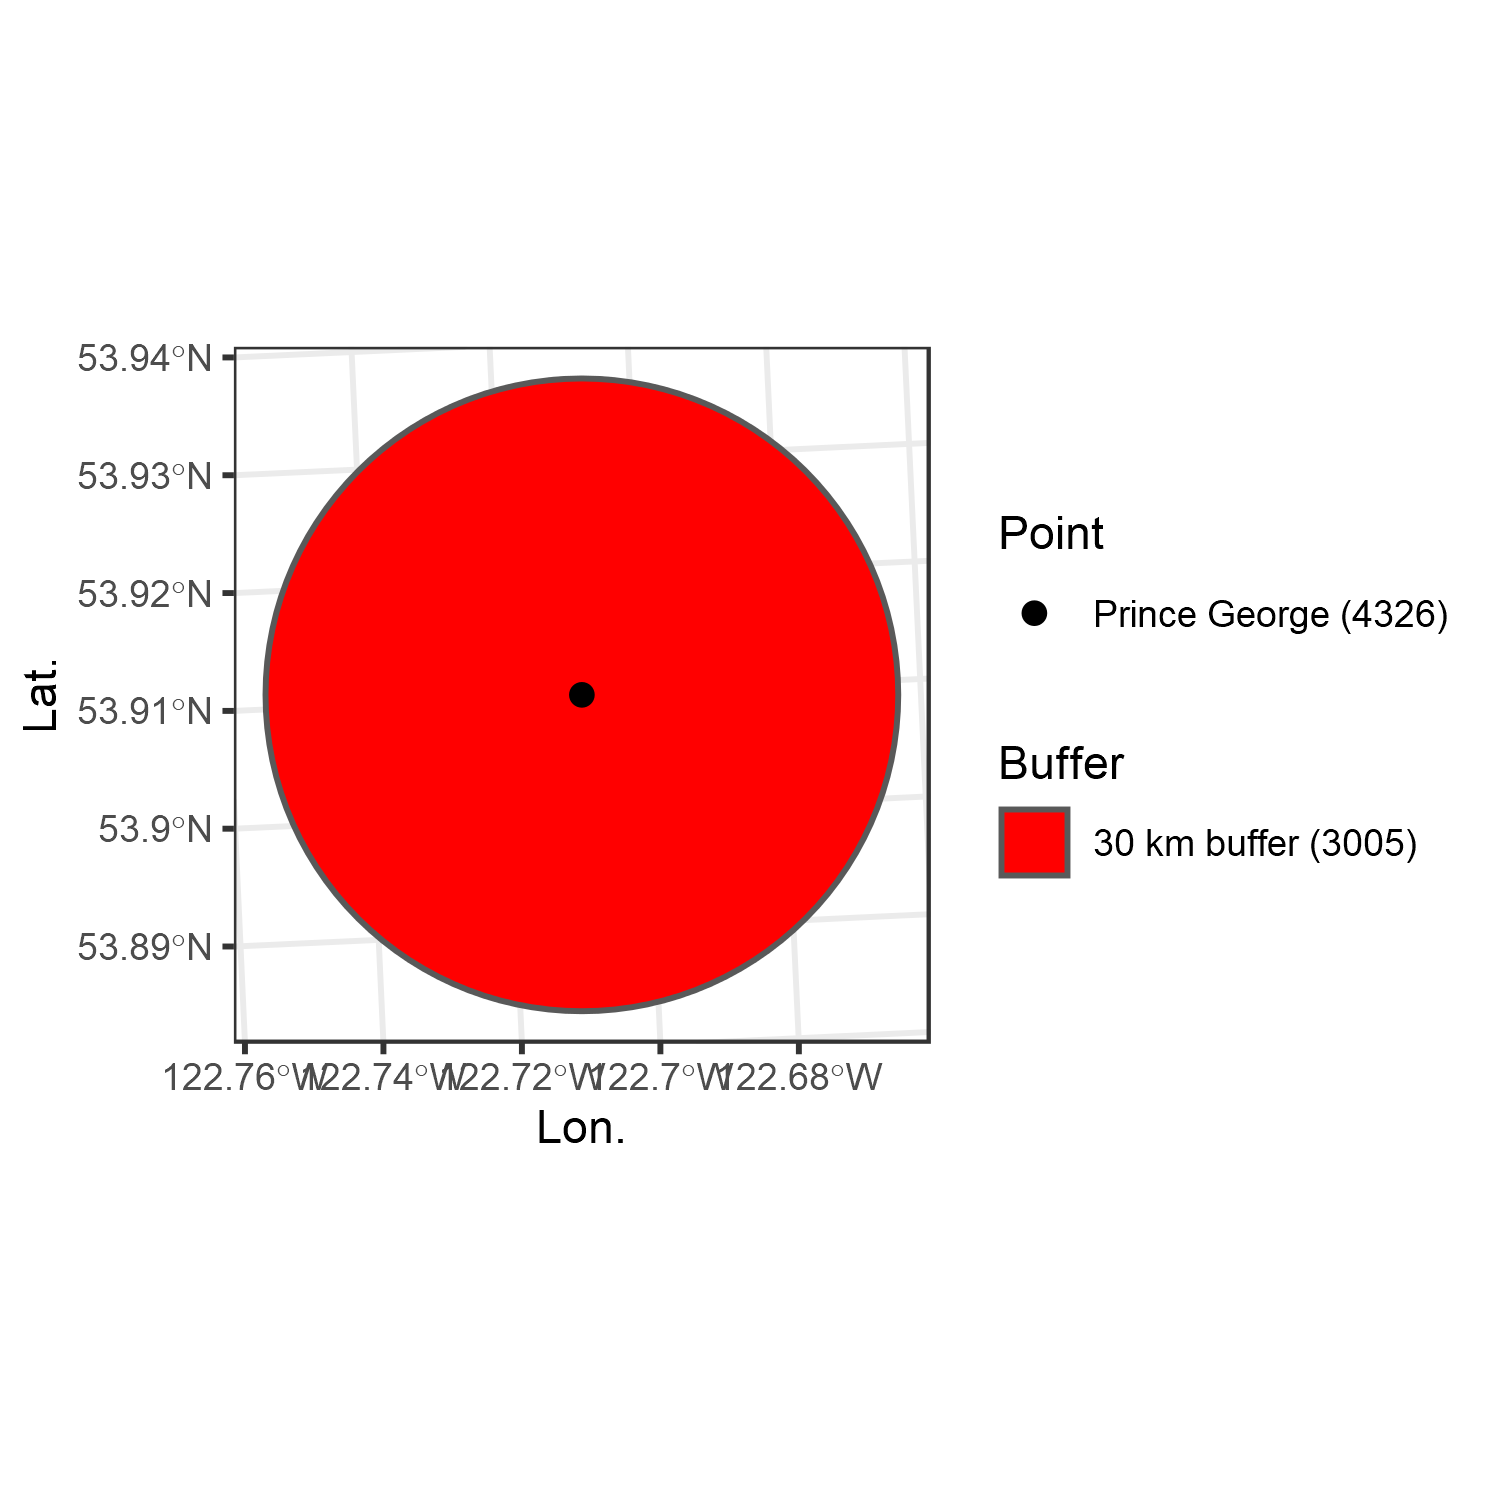 53.94°N
53.93°N
53.92°N
53.91°N
53.9°N
53.89°N
Lat.
122.76°W
122.74°W
122.72°W
122.7°W
122.68°W
Lon.
Point
Prince George (4326)
Buffer
30 km buffer (3005)